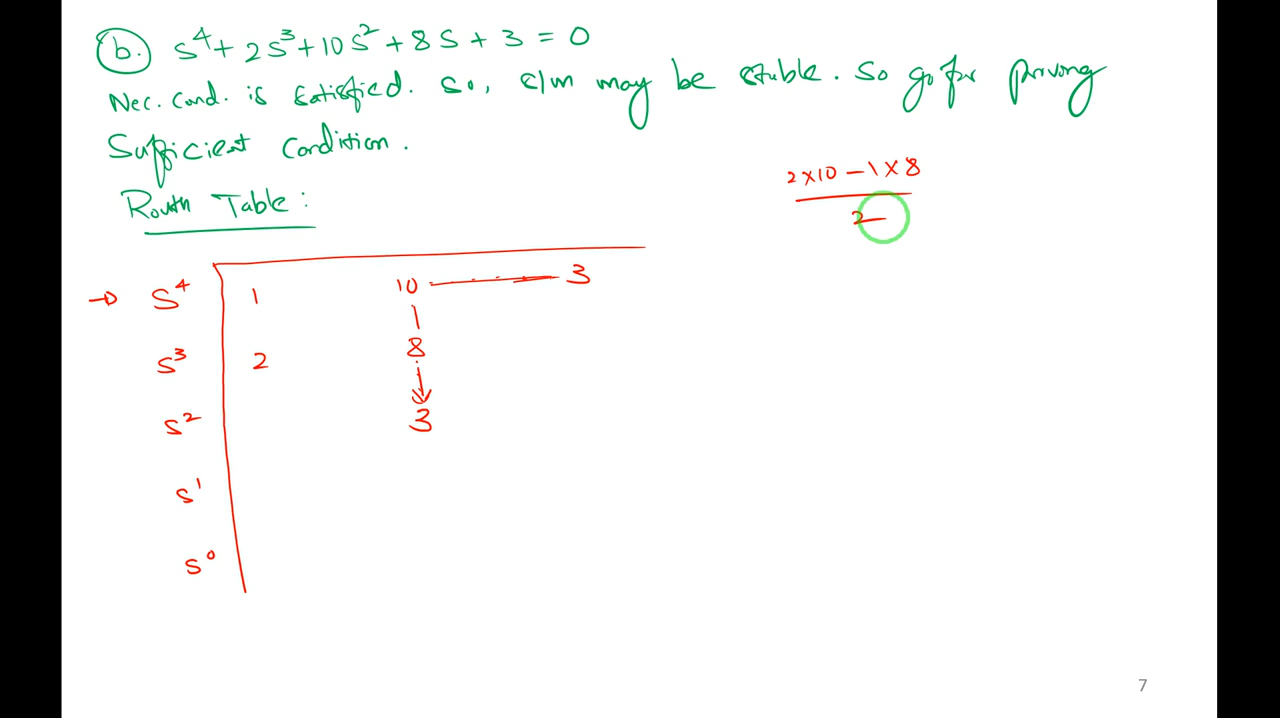 b. s⁴ + 2s³ + 10s² + 8s + 3 = 0
Nec. Cond. is satisfied. So, c/m may be stable. So go for proving
Sufficient Condition.
Routh Table:
2 × 10 − 1 × 8
2
s⁴ 1 10 3
s³ 2 8
s² 3
s¹
s⁰
7